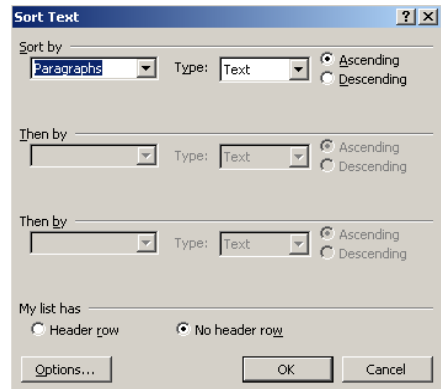 Sort Text
Sort by
Paragraphs Type: Text Ascending
Descending
Then by
Type: Text Ascending
Descending
Then by
Type: Text Ascending
Descending
My list has
Header row No header row
Options... OK Cancel